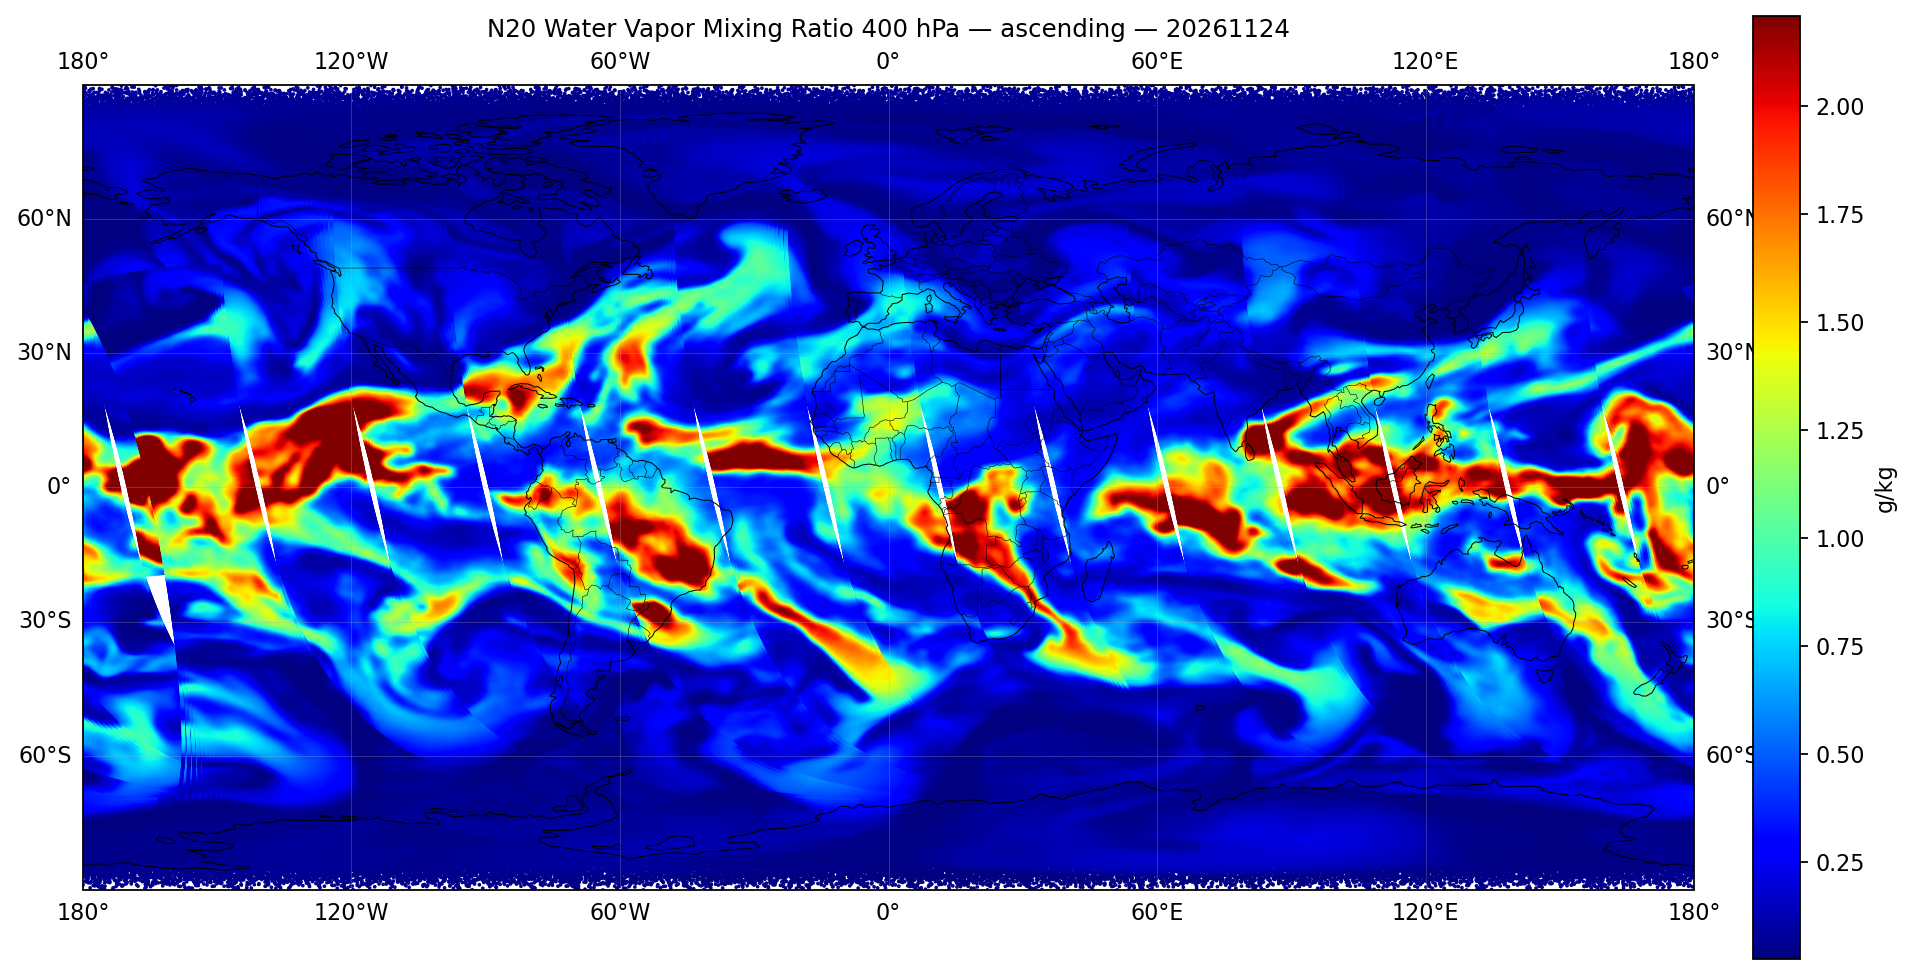 N20 Water Vapor Mixing Ratio 400 hPa — ascending — 20261124
180° 120°W 60°W 0° 60°E 120°E 180°
60°N 60°N
30°N 30°N
0° 0°
30°S 30°S
60°S 60°S
180° 120°W 60°W 0° 60°E 120°E 180°
2.00
1.75
1.50
1.25
1.00
0.75
0.50
0.25
g/kg